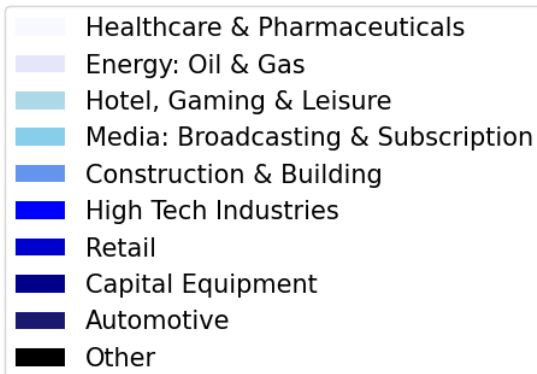 Healthcare & Pharmaceuticals
Energy: Oil & Gas
Hotel, Gaming & Leisure
Media: Broadcasting & Subscription
Construction & Building
High Tech Industries
Retail
Capital Equipment
Automotive
Other